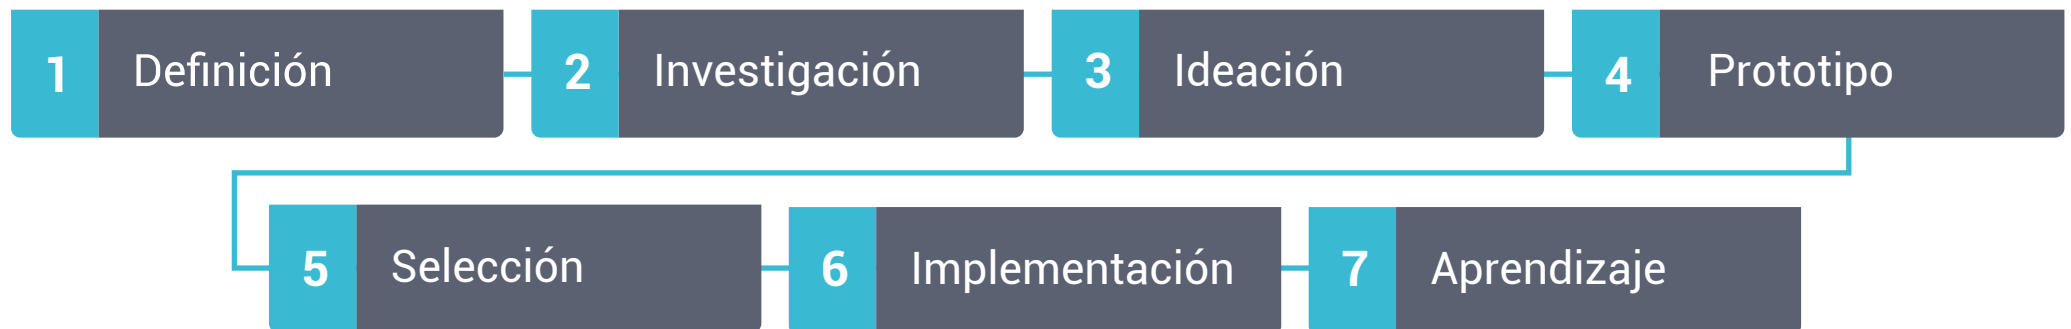 1 Definición
2 Investigación
3 Ideación
4 Prototipo
5 Selección
6 Implementación
7 Aprendizaje